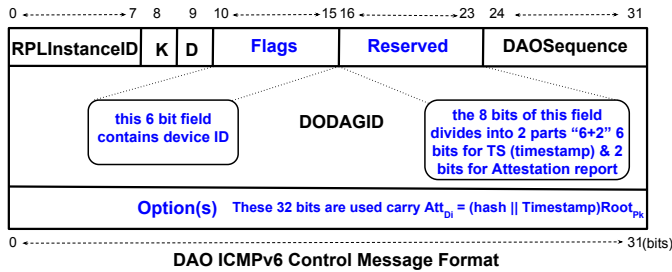 0 7 8 9 10 15 16 23 24 31
RPLInstanceID K D Flags Reserved DAOSequence
this 6 bit field
contains device ID
DODAGID
the 8 bits of this field
divides into 2 parts “6+2” 6
bits for TS (timestamp) & 2
bits for Attestation report
Option(s) These 32 bits are used carry Att_Di = (hash || Timestamp)Root_Pk
0 31(bits)
DAO ICMPv6 Control Message Format